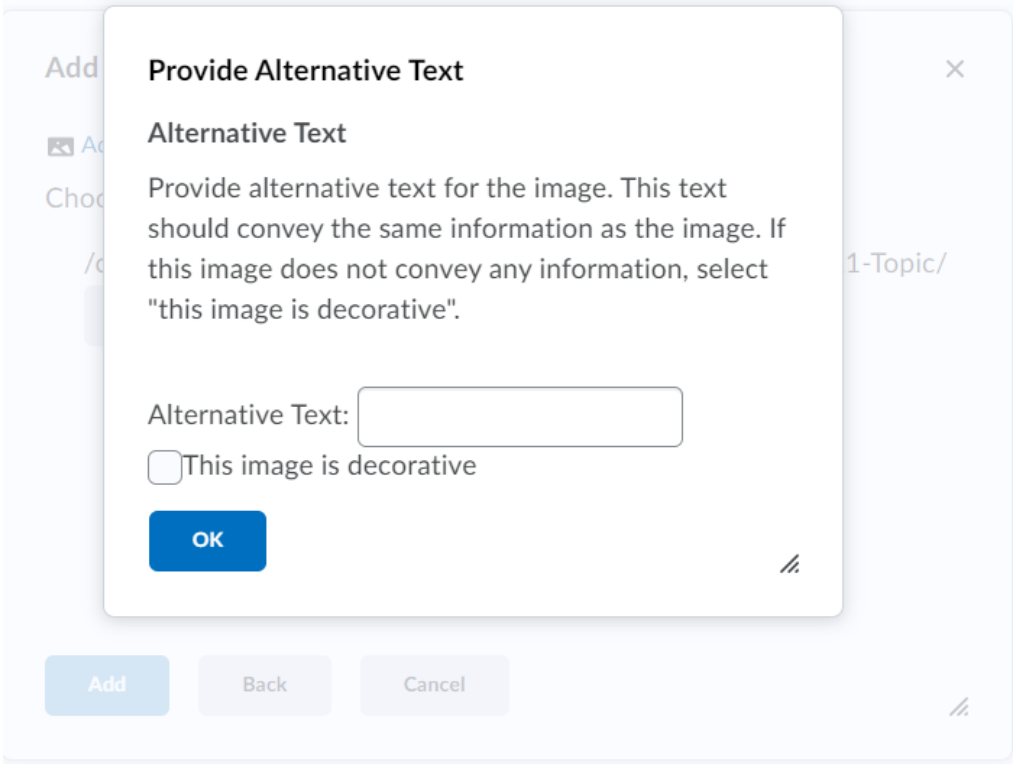 Add
Provide Alternative Text
Alternative Text
Provide alternative text for the image. This text
should convey the same information as the image. If
this image does not convey any information, select
"this image is decorative".
1-Topic/
Alternative Text:
This image is decorative
OK
Add
Back
Cancel